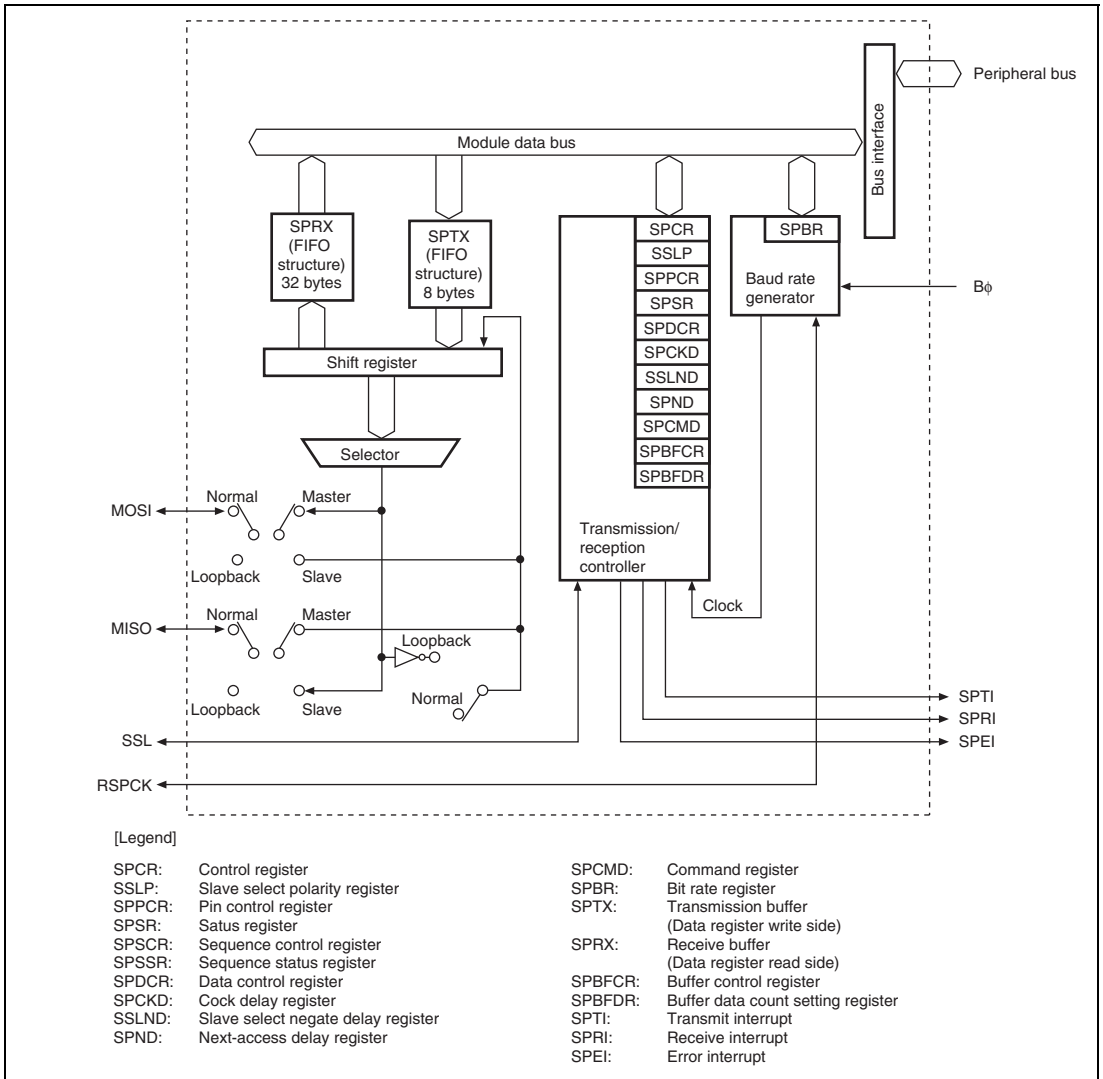 Peripheral bus
Bus interface
Module data bus
SPRX
(FIFO
structure)
32 bytes
SPTX
(FIFO
structure)
8 bytes
SPCR
SSLP
SPPCR
SPSR
SPDCR
SPCKD
SSLND
SPND
SPCMD
SPBFCR
SPBFDR
Transmission/
reception
controller
SPBR
Baud rate
generator
Bϕ
Shift register
Selector
MOSI
Normal
Master
Loopback
Slave
MISO
Normal
Master
Loopback
Loopback
Slave
Normal
Clock
SSL
RSPCK
SPTI
SPRI
SPEI
[Legend]
SPCR: Control register
SSLP: Slave select polarity register
SPPCR: Pin control register
SPSR: Satus register
SPSCR: Sequence control register
SPSSR: Sequence status register
SPDCR: Data control register
SPCKD: Cock delay register
SSLND: Slave select negate delay register
SPND: Next-access delay register
SPCMD: Command register
SPBR: Bit rate register
SPTX: Transmission buffer
(Data register write side)
SPRX: Receive buffer
(Data register read side)
SPBFCR: Buffer control register
SPBFDR: Buffer data count setting register
SPTI: Transmit interrupt
SPRI: Receive interrupt
SPEI: Error interrupt